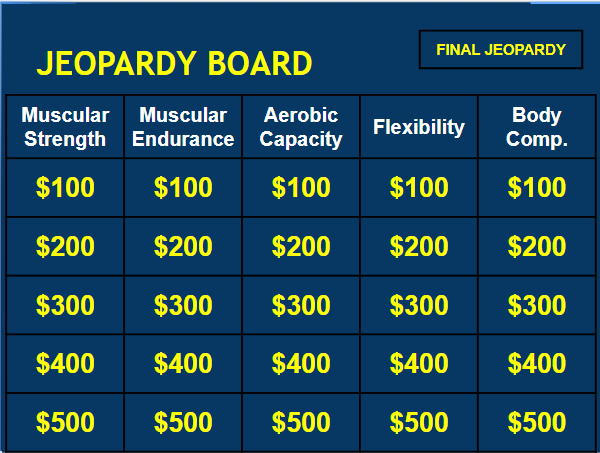 JEOPARDY BOARD
FINAL JEOPARDY
Muscular Strength
Muscular Endurance
Aerobic Capacity
Flexibility
Body Comp.
$100 $100 $100 $100 $100
$200 $200 $200 $200 $200
$300 $300 $300 $300 $300
$400 $400 $400 $400 $400
$500 $500 $500 $500 $500